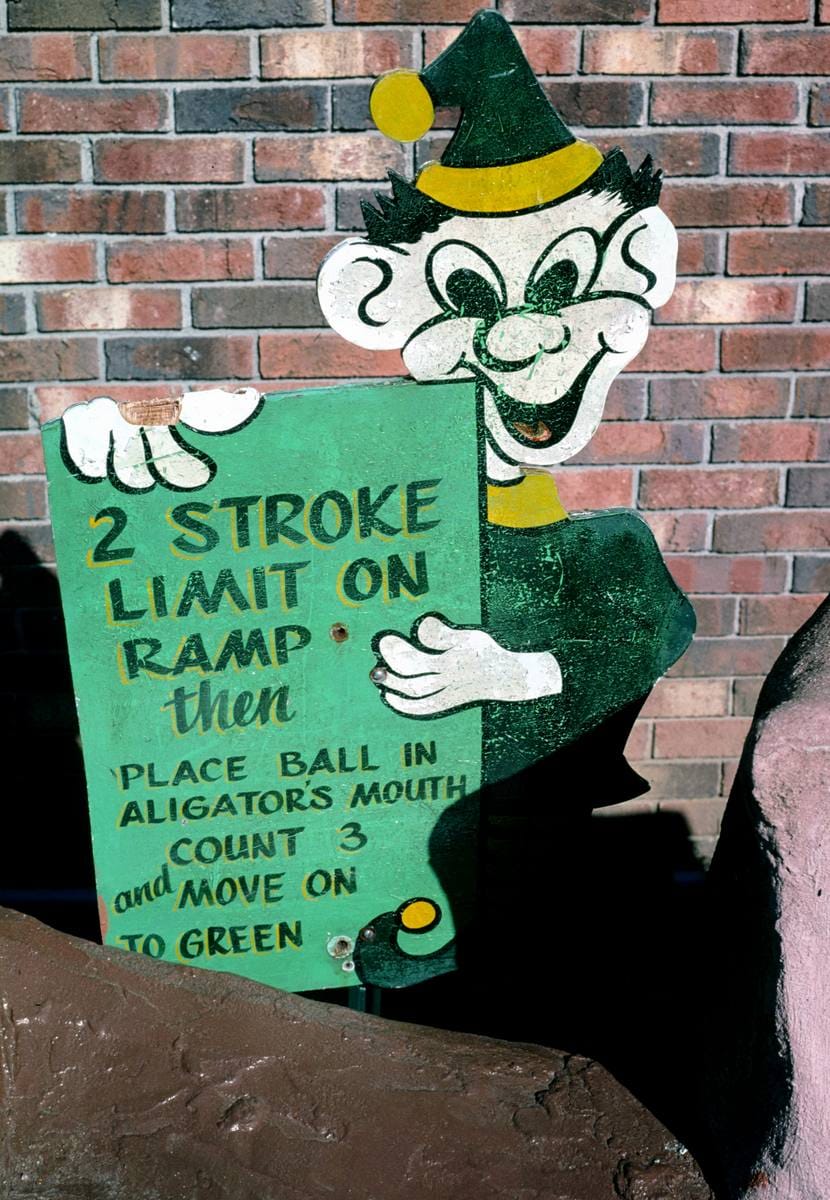 2 STROKE
LIMIT ON
RAMP
then
PLACE BALL IN
ALIGATOR'S MOUTH
COUNT 3
and MOVE ON
TO GREEN